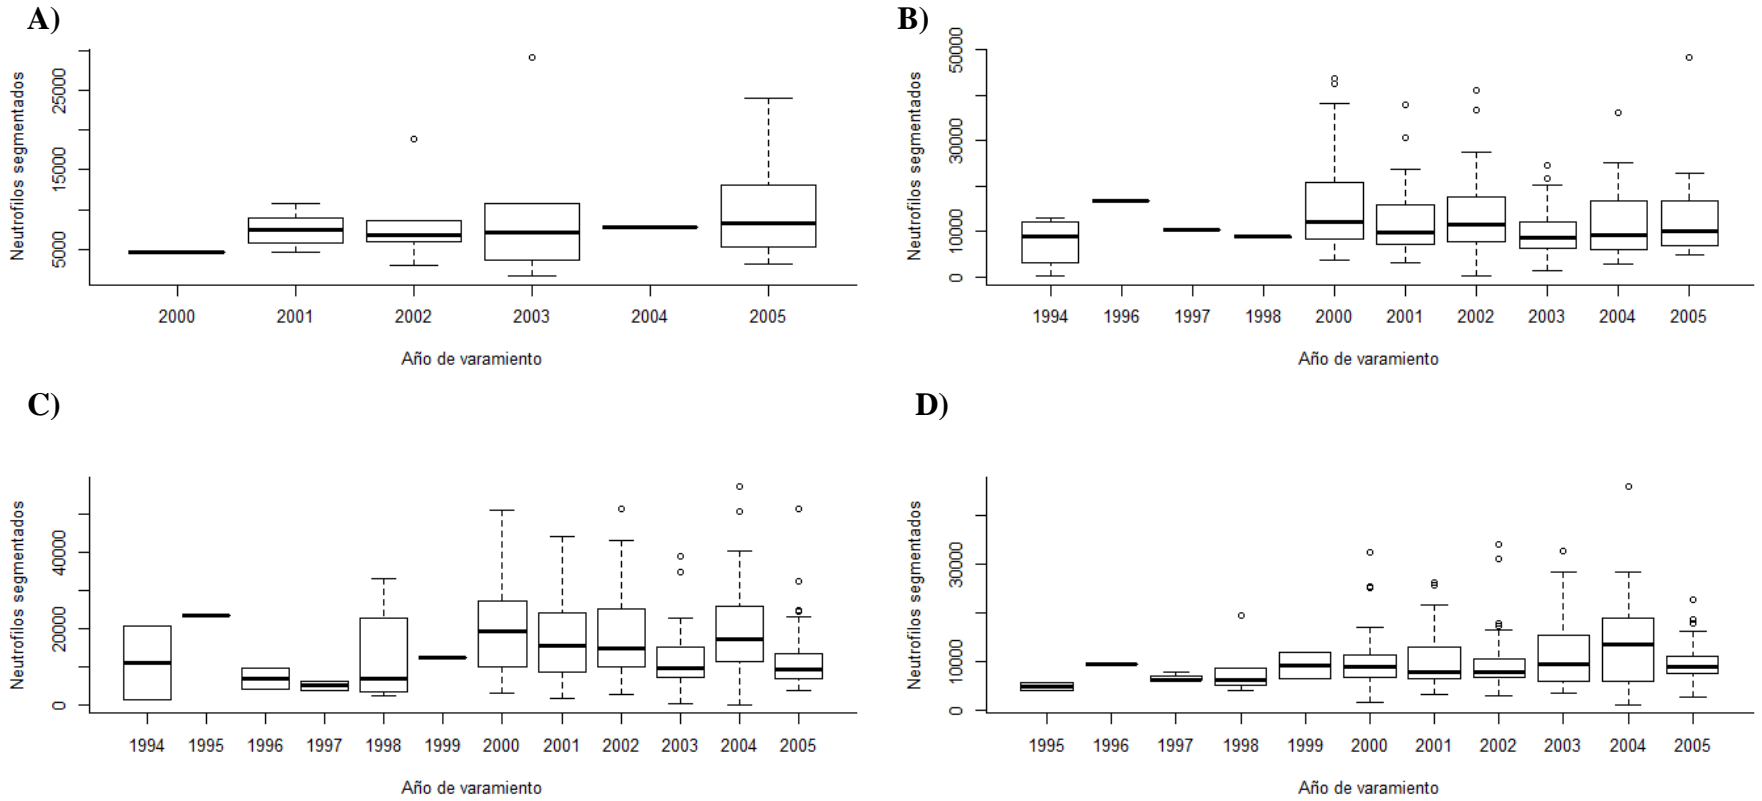 A)
Neutrofilos segmentados
25000
15000
5000
2000 2001 2002 2003 2004 2005
Año de varamiento
B)
Neutrofilos segmentados
50000
30000
10000
0
1994 1996 1997 1998 2000 2001 2002 2003 2004 2005
Año de varamiento
C)
Neutrofilos segmentados
40000
20000
0
1994 1995 1996 1997 1998 1999 2000 2001 2002 2003 2004 2005
Año de varamiento
D)
Neutrofilos segmentados
30000
10000
0
1995 1996 1997 1998 1999 2000 2001 2002 2003 2004 2005
Año de varamiento